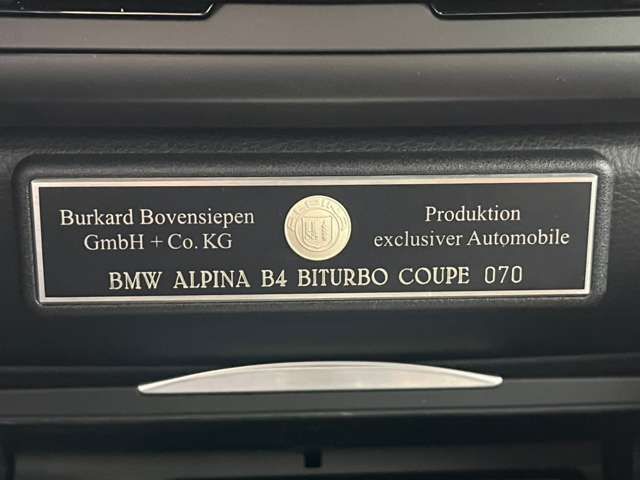 Burkard Bovensiepen
GmbH + Co. KG
Produktion
exclusiver Automobile
BMW ALPINA B4 BITURBO COUPE 070